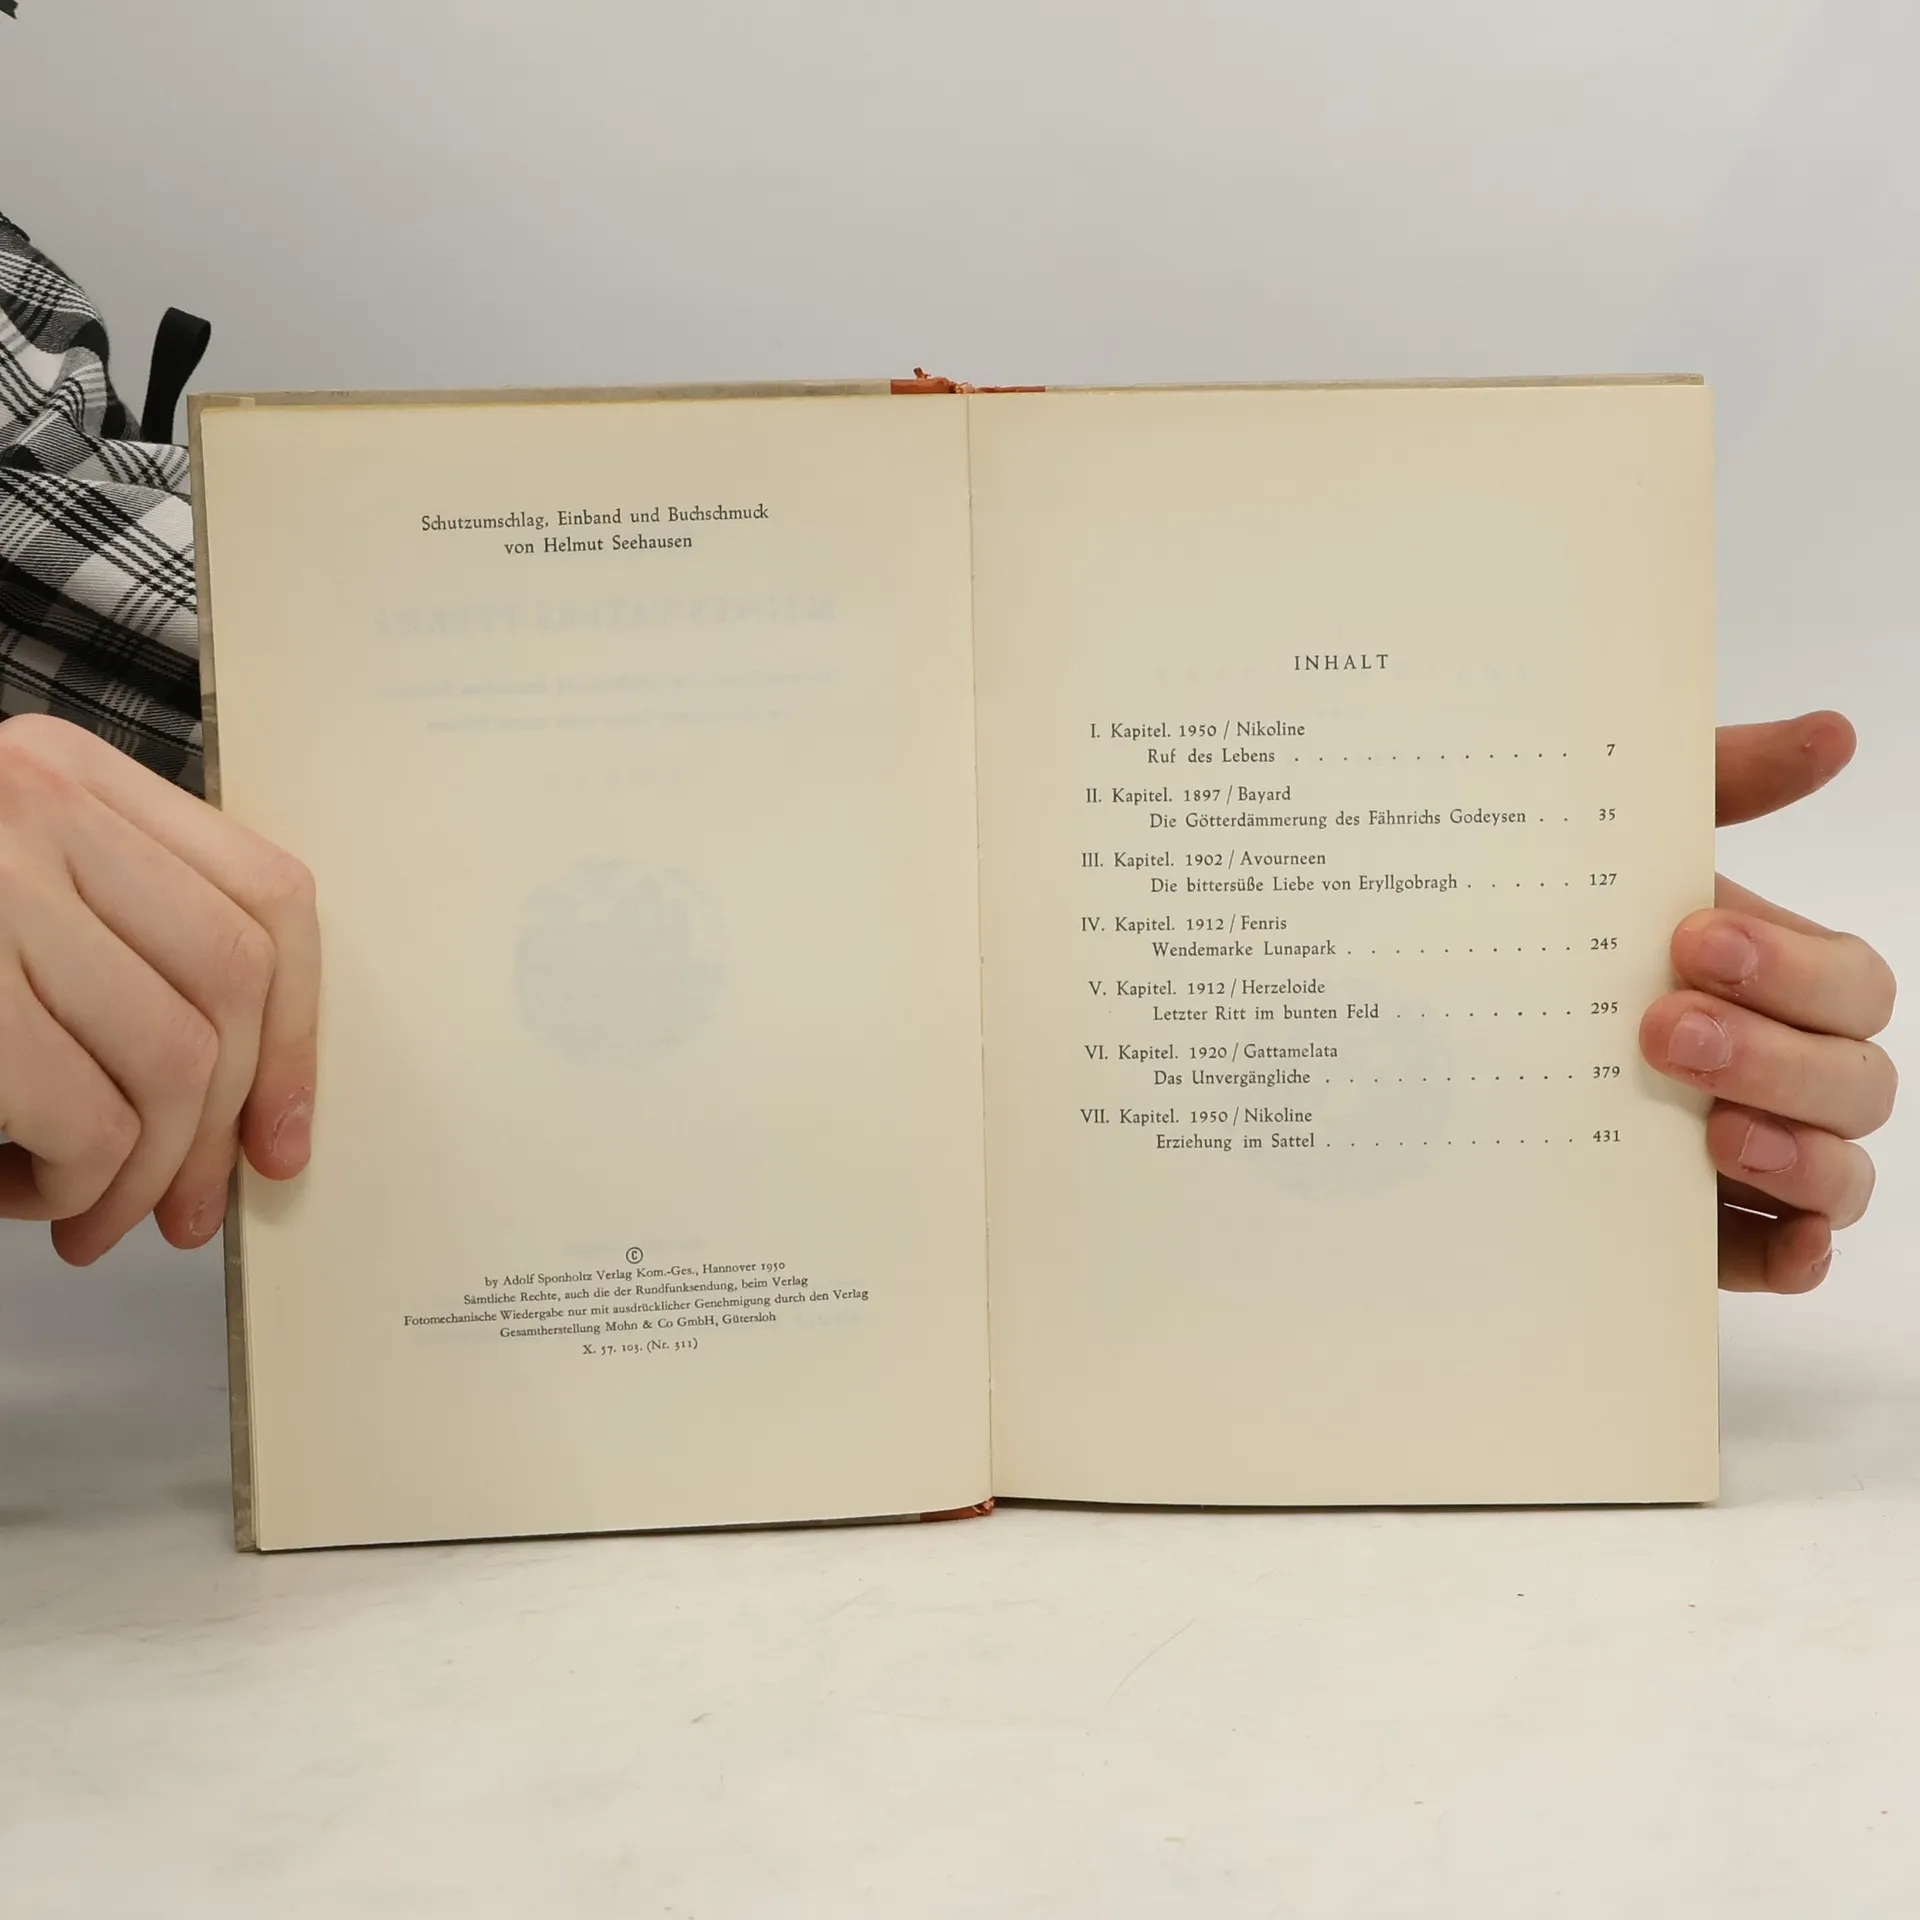 Schutzumschlag, Einband und Buchschmuck
von Helmut Seehausen
©
by Adolf Sponholtz Verlag Kom.-Ges., Hannover 1950
Sämtliche Rechte, auch die der Rundfunksendung, beim Verlag
Fotomechanische Wiedergabe nur mit ausdrücklicher Genehmigung durch den Verlag
Gesamtherstellung Mohn & Co GmbH, Gütersloh
X. 57. 103. (Nr. 311)
INHALT
I. Kapitel. 1950 / Nikoline
Ruf des Lebens . . . . . . . . . . . . 7
II. Kapitel. 1897 / Bayard
Die Götterdämmerung des Fähnrichs Godeysen . . 35
III. Kapitel. 1902 / Avourneen
Die bittersüße Liebe von Eryllgobragh . . . . . 127
IV. Kapitel. 1912 / Fenris
Wendemarke Lunapark . . . . . . . . . . 245
V. Kapitel. 1912 / Herzeloide
Letzter Ritt im bunten Feld . . . . . . . . 295
VI. Kapitel. 1920 / Gattamelata
Das Unvergängliche . . . . . . . . . . . 379
VII. Kapitel. 1950 / Nikoline
Erziehung im Sattel . . . . . . . . . . . 431